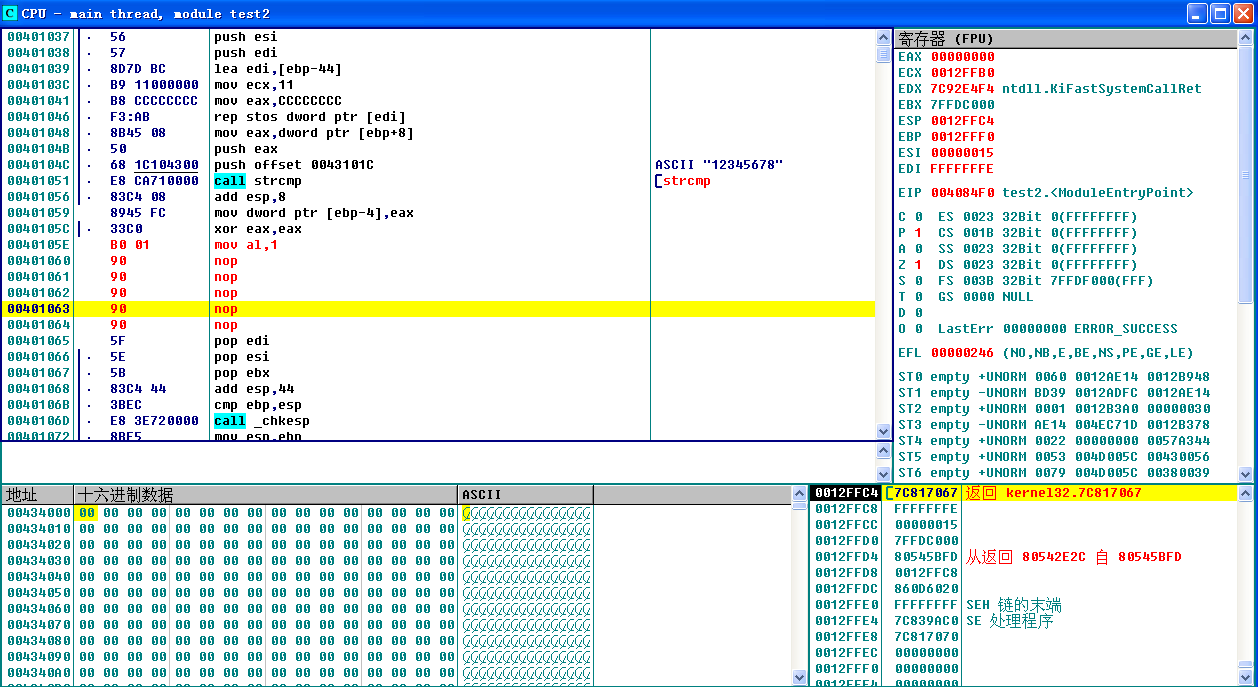 C CPU - main thread, module test2
00401037 56 push esi
00401038 57 push edi
00401039 8D7D BC lea edi,[ebp-44]
0040103C B9 11000000 mov ecx,11
00401041 B8 CCCCCCCC mov eax,CCCCCCCC
00401046 F3:AB rep stos dword ptr [edi]
00401048 8B45 08 mov eax,dword ptr [ebp+8]
0040104B 50 push eax
0040104C 68 1C104300 push offset 0043101C ASCII "12345678"
00401051 E8 CA710000 call strcmp [strcmp
00401056 83C4 08 add esp,8
00401059 8945 FC mov dword ptr [ebp-4],eax
0040105C 33C0 xor eax,eax
0040105E B0 01 mov al,1
00401060 90 nop
00401061 90 nop
00401062 90 nop
00401063 90 nop
00401064 90 nop
00401065 5F pop edi
00401066 5E pop esi
00401067 5B pop ebx
00401068 83C4 44 add esp,44
0040106B 3BEC cmp ebp,esp
0040106D E8 3E720000 call _chkesp
00401072 8BE5 mov esp,ebp
寄存器 (FPU)
EAX 00000000
ECX 0012FFB0
EDX 7C92E4F4 ntdll.KiFastSystemCallRet
EBX 7FFDC000
ESP 0012FFC4
EBP 0012FFF0
ESI 00000015
EDI FFFFFFFE
EIP 004084F0 test2.<ModuleEntryPoint>
C 0 ES 0023 32Bit 0(FFFFFFFF)
P 1 CS 001B 32Bit 0(FFFFFFFF)
A 0 SS 0023 32Bit 0(FFFFFFFF)
Z 1 DS 0023 32Bit 0(FFFFFFFF)
S 0 FS 003B 32Bit 7FFDF000(FFF)
T 0 GS 0000 NULL
D 0
O 0 LastErr 00000000 ERROR_SUCCESS
EFL 00000246 (NO,NB,E,BE,NS,PE,GE,LE)
ST0 empty +UNORM 0060 0012AE14 0012B948
ST1 empty -UNORM BD39 0012ADFC 0012AE14
ST2 empty +UNORM 0001 0012B3A0 00000030
ST3 empty -UNORM AE14 004EC71D 0012B378
ST4 empty +UNORM 0022 00000000 0057A344
ST5 empty +UNORM 0053 004D005C 00430056
ST6 empty +UNORM 0079 004D005C 00380039
地址 十六进制数据 ASCII
00434000 00 00 00 00 00 00 00 00 00 00 00 00 00 00 00 00
00434010 00 00 00 00 00 00 00 00 00 00 00 00 00 00 00 00
00434020 00 00 00 00 00 00 00 00 00 00 00 00 00 00 00 00
00434030 00 00 00 00 00 00 00 00 00 00 00 00 00 00 00 00
00434040 00 00 00 00 00 00 00 00 00 00 00 00 00 00 00 00
00434050 00 00 00 00 00 00 00 00 00 00 00 00 00 00 00 00
00434060 00 00 00 00 00 00 00 00 00 00 00 00 00 00 00 00
00434070 00 00 00 00 00 00 00 00 00 00 00 00 00 00 00 00
00434080 00 00 00 00 00 00 00 00 00 00 00 00 00 00 00 00
00434090 00 00 00 00 00 00 00 00 00 00 00 00 00 00 00 00
004340A0 00 00 00 00 00 00 00 00 00 00 00 00 00 00 00 00
0012FFC4 [7C817067 返回 kernel32.7C817067
0012FFC8 FFFFFFFE
0012FFCC 00000015
0012FFD0 7FFDC000
0012FFD4 80545BFD 从返回 80542E2C 自 80545BFD
0012FFD8 0012FFC8
0012FFDC 860D6020
0012FFE0 FFFFFFFF SEH 链的末端
0012FFE4 7C839AC0 SE 处理程序
0012FFE8 7C817070
0012FFEC 00000000
0012FFF0 00000000
0012FFF4 00000000